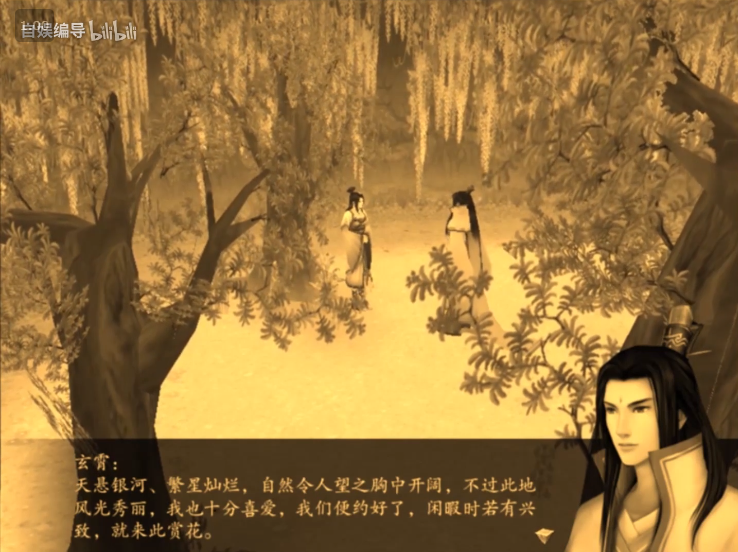 自娱编导 bilibili
玄霄：
天悬银河、繁星灿烂，自然令人望之胸中开阔，不过此地
风光秀丽，我也十分喜爱，我们便约好了，闲暇时若有兴
致，就来此赏花。